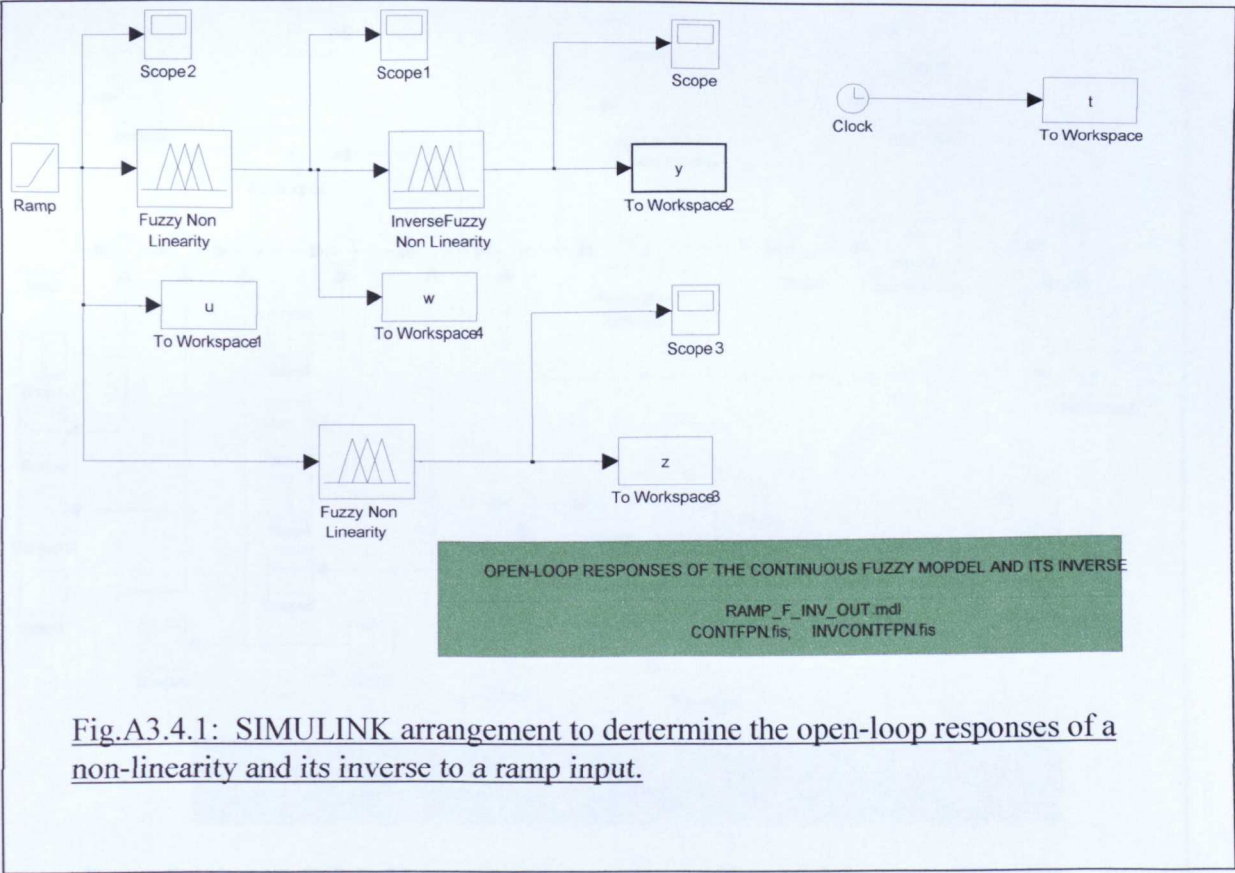 Scope2
Scope1
Scope
Clock
t
To Workspace
Ramp
Fuzzy Non
Linearity
InverseFuzzy
Non Linearity
y
To Workspace2
u
To Workspace1
w
To Workspace4
Scope 3
Fuzzy Non
Linearity
z
To Workspace3
OPEN-LOOP RESPONSES OF THE CONTINUOUS FUZZY MOPDEL AND ITS INVERSE
RAMP_F_INV_OUT.mdl
CONTFPN.fis; INVCONTFPN.fis
Fig.A3.4.1: SIMULINK arrangement to dertermine the open-loop responses of a
non-linearity and its inverse to a ramp input.